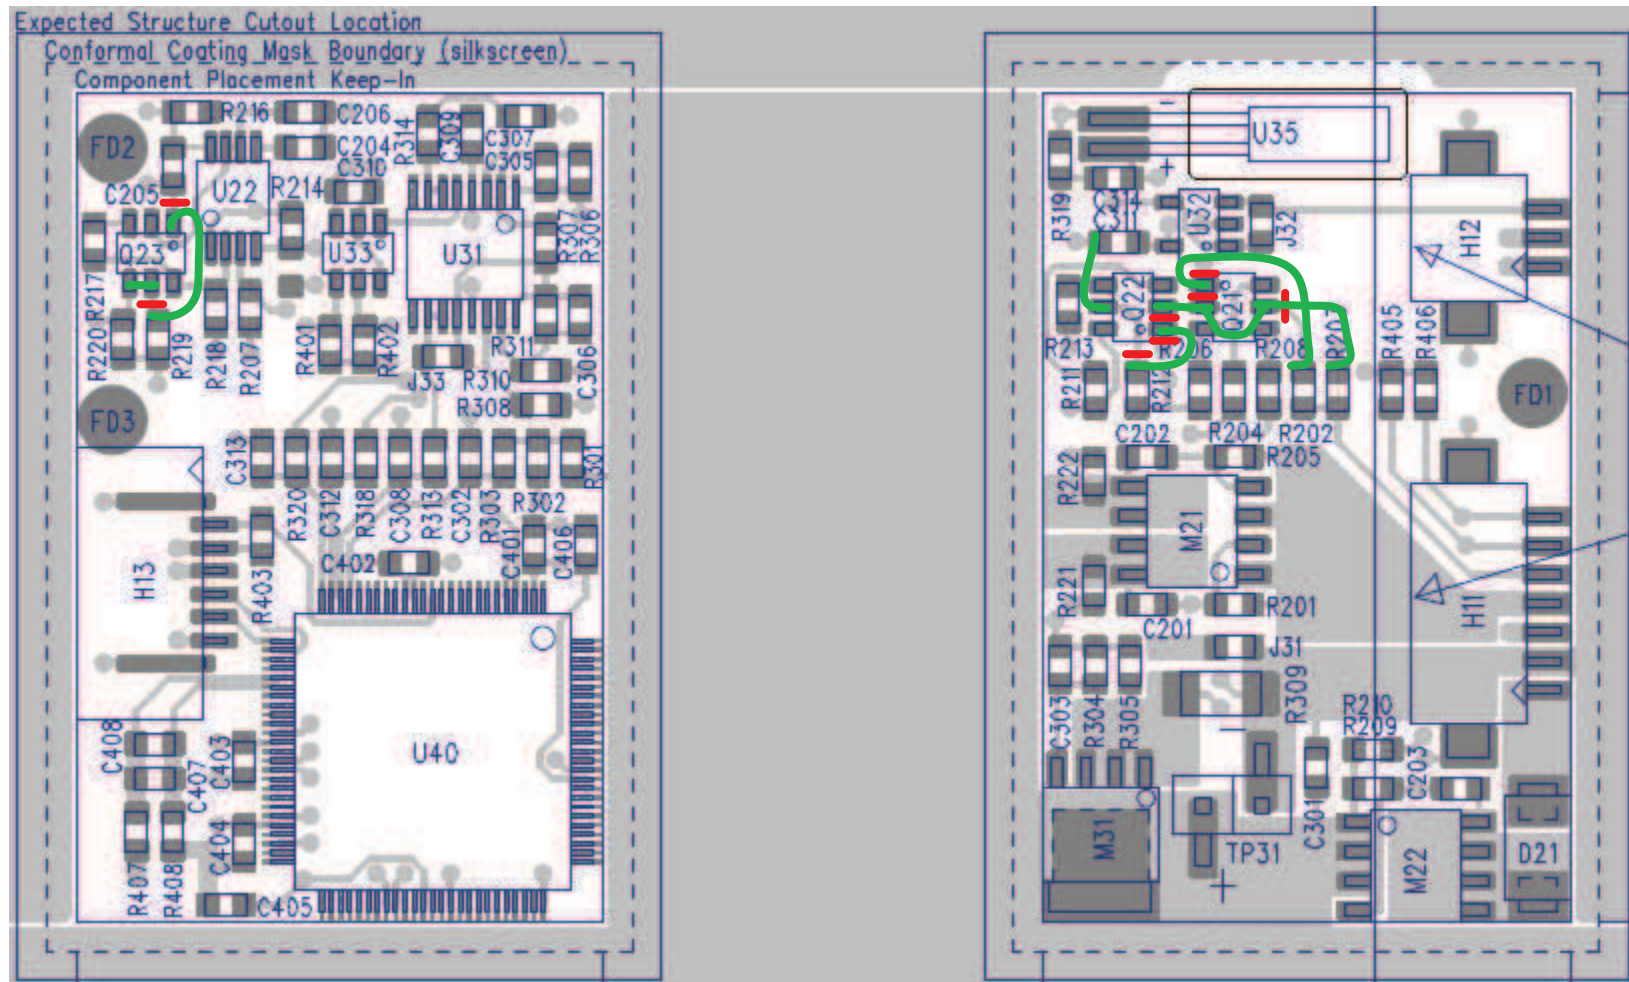 Expected Structure Cutout Location
Conformal Coating Mask Boundary (silkscreen)
Component Placement Keep-In
R216
C206
R314
C309
C307
FD2
C204
C310
C305
C205
U22
R214
Q23
U33
U31
R307
R306
R217
R220
R219
R218
R207
R401
R402
J33
R311
R310
R308
C306
FD3
C313
R320
C312
R318
C308
R313
C302
R303
R302
R301
H13
R403
C402
C401
C406
U40
C408
C407
C403
C404
R407
R408
C405
-
U35
+
R319
C314
C311
U32
J32
H12
Q22
Q21
R213
R206
R208
R203
R405
R406
R211
R212
FD1
C202
R204
R202
R205
R222
M21
R221
C201
R201
J31
H11
C303
R304
R305
R309
-
R210
R209
C203
M31
TP31
+
C301
M22
D21